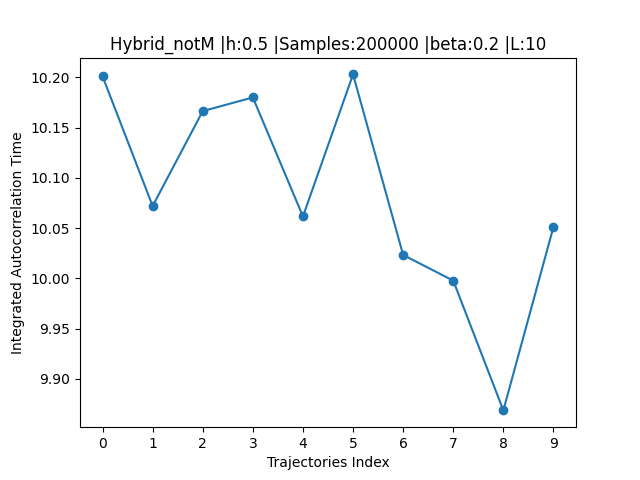 Hybrid_notM |h:0.5 |Samples:200000 |beta:0.2 |L:10
Integrated Autocorrelation Time
10.20
10.15
10.10
10.05
10.00
9.95
9.90
0 1 2 3 4 5 6 7 8 9
Trajectories Index